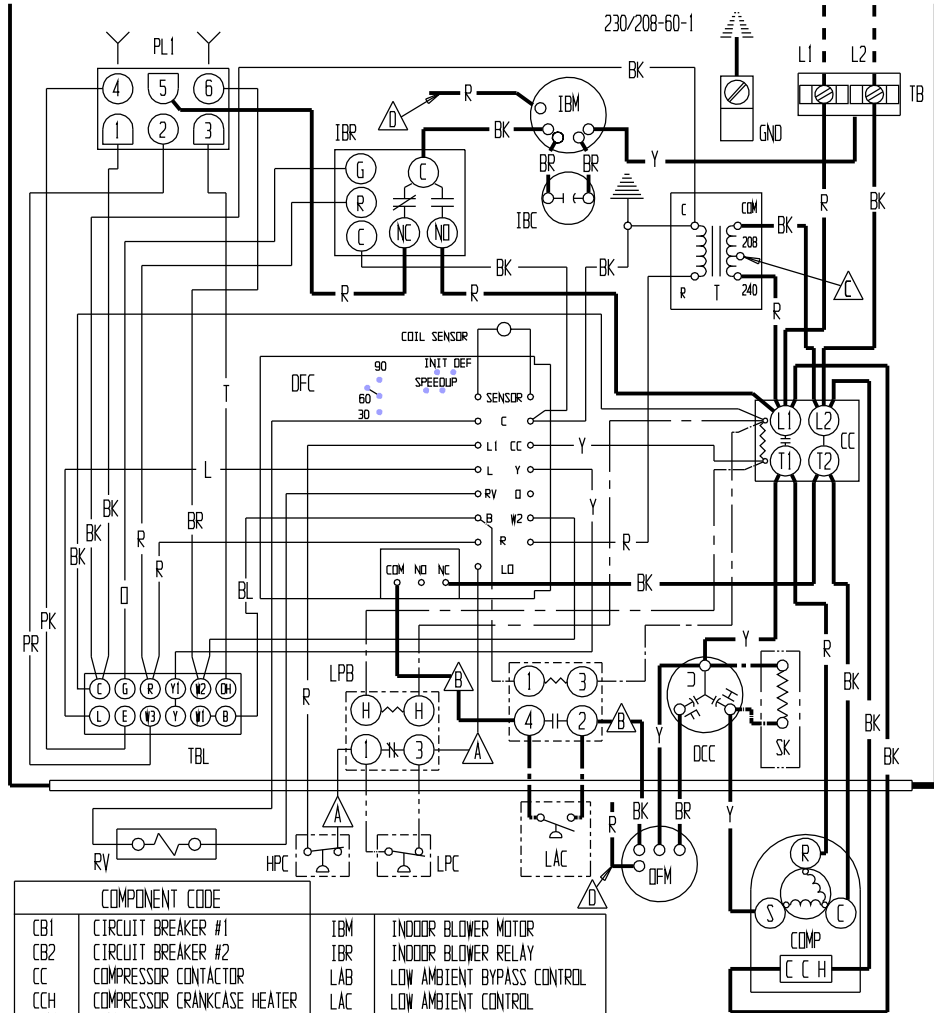 230/208-60-1
L1 L2
TB
GND
PL1
4 5 6
1 2 3
BK
D R IBM
BK
BR BR
IBC
Y
R BK
IBR
G C
R
C NC NO
BK BK
R R
C COM
BK
208
R T 240
C
R
COIL SENSOR
DFC
90
60
30
INIT DEF
SPEEDUP
SENSOR
C
L1 CC Y
L Y
RV O
B W2
R R
LO
COM NO NC
BK
L1 L2
T1 T2
CC
T
L
BK
BK
R
R
BR
BL
O
PK
PR
Y
R
C G R Y1 W2 DH
L E W3 Y W1 B
TBL
LPB
H H
1 3
A
B
1 3
4 2
B
Y
C
F H
DCC
SK
R
BK
BK
BK
Y
Y
BK BR
R
A
RV
HPC
LPC
LAC
D
OFM
R
S C
COMP
CCH
COMPONENT CODE
CB1 CIRCUIT BREAKER #1 IBM INDOOR BLOWER MOTOR
CB2 CIRCUIT BREAKER #2 IBR INDOOR BLOWER RELAY
CC COMPRESSOR CONTACTOR LAB LOW AMBIENT BYPASS CONTROL
CCH COMPRESSOR CRANKCASE HEATER LAC LOW AMBIENT CONTROL